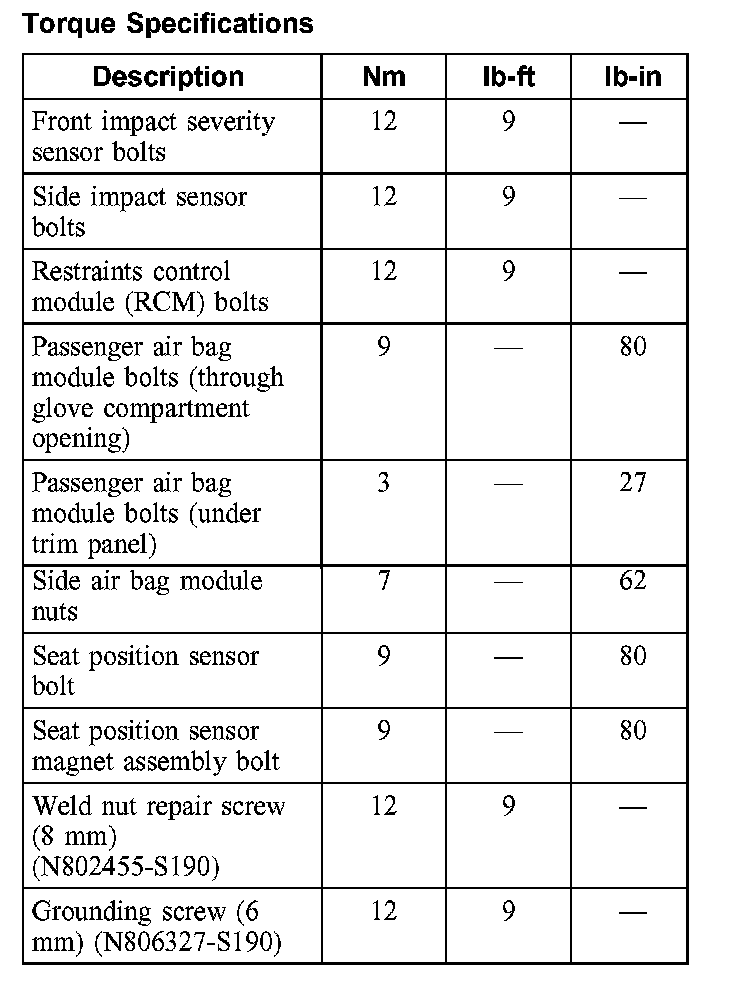 Torque Specifications
Description Nm lb-ft lb-in
Front impact severity 12 9 —
sensor bolts
Side impact sensor 12 9 —
bolts
Restraints control 12 9 —
module (RCM) bolts
Passenger air bag 9 — 80
module bolts (through
glove compartment
opening)
Passenger air bag 3 — 27
module bolts (under
trim panel)
Side air bag module 7 — 62
nuts
Seat position sensor 9 — 80
bolt
Seat position sensor 9 — 80
magnet assembly bolt
Weld nut repair screw 12 9 —
(8 mm)
(N802455-S190)
Grounding screw (6 12 9 —
mm) (N806327-S190)